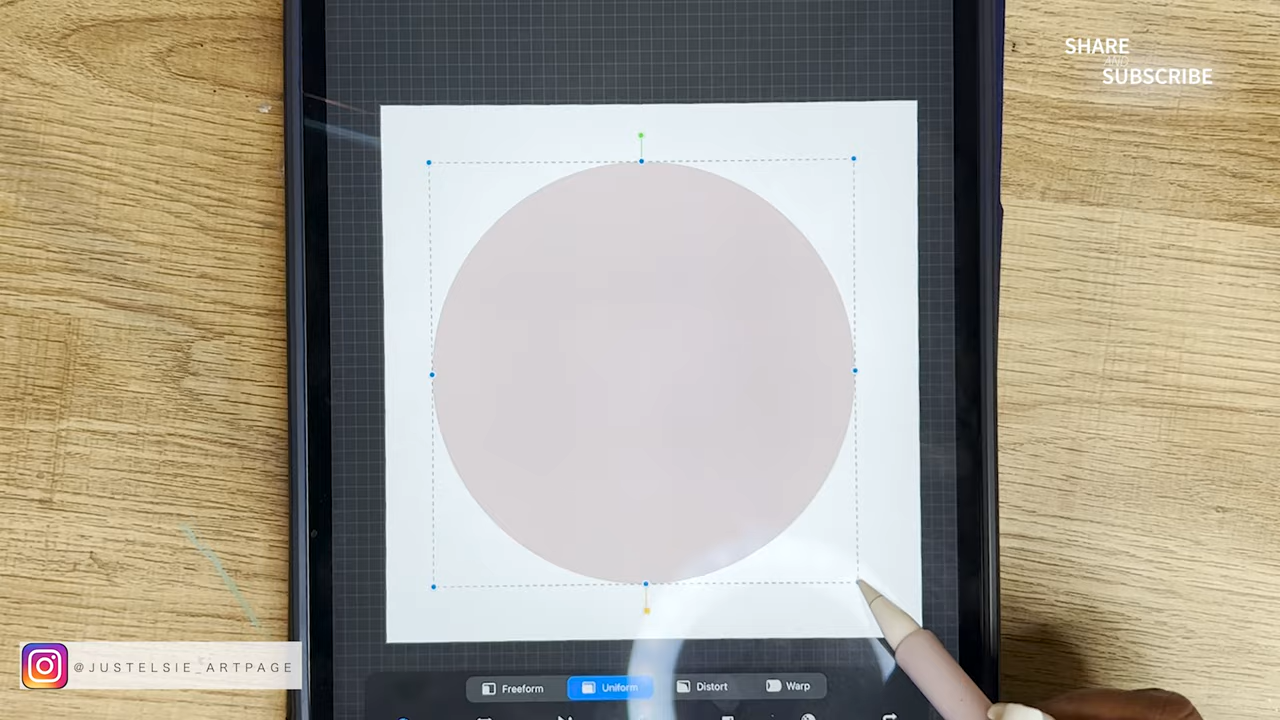 SHARE
AND
SUBSCRIBE
@JUSTELSIE_ARTPAGE
Freeform
Uniform
Distort
Warp